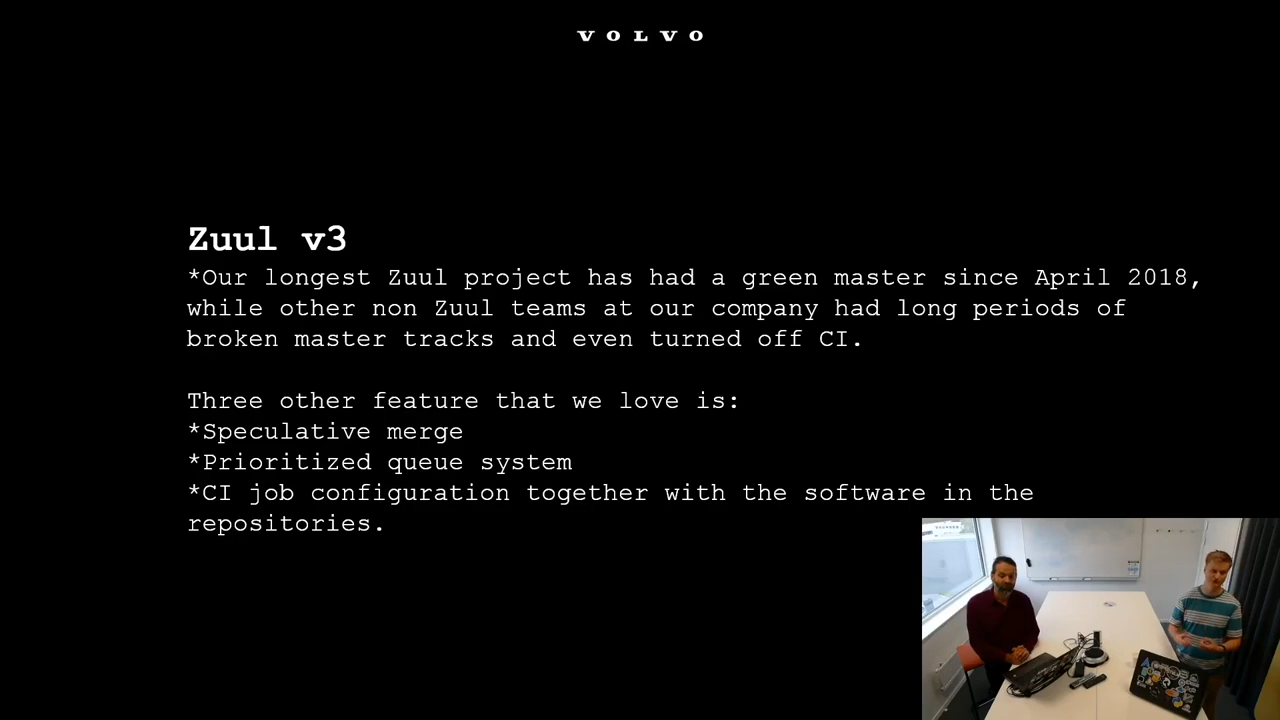 VOLVO
Zuul v3
*Our longest Zuul project has had a green master since April 2018,
while other non Zuul teams at our company had long periods of
broken master tracks and even turned off CI.
Three other feature that we love is:
*Speculative merge
*Prioritized queue system
*CI job configuration together with the software in the
repositories.